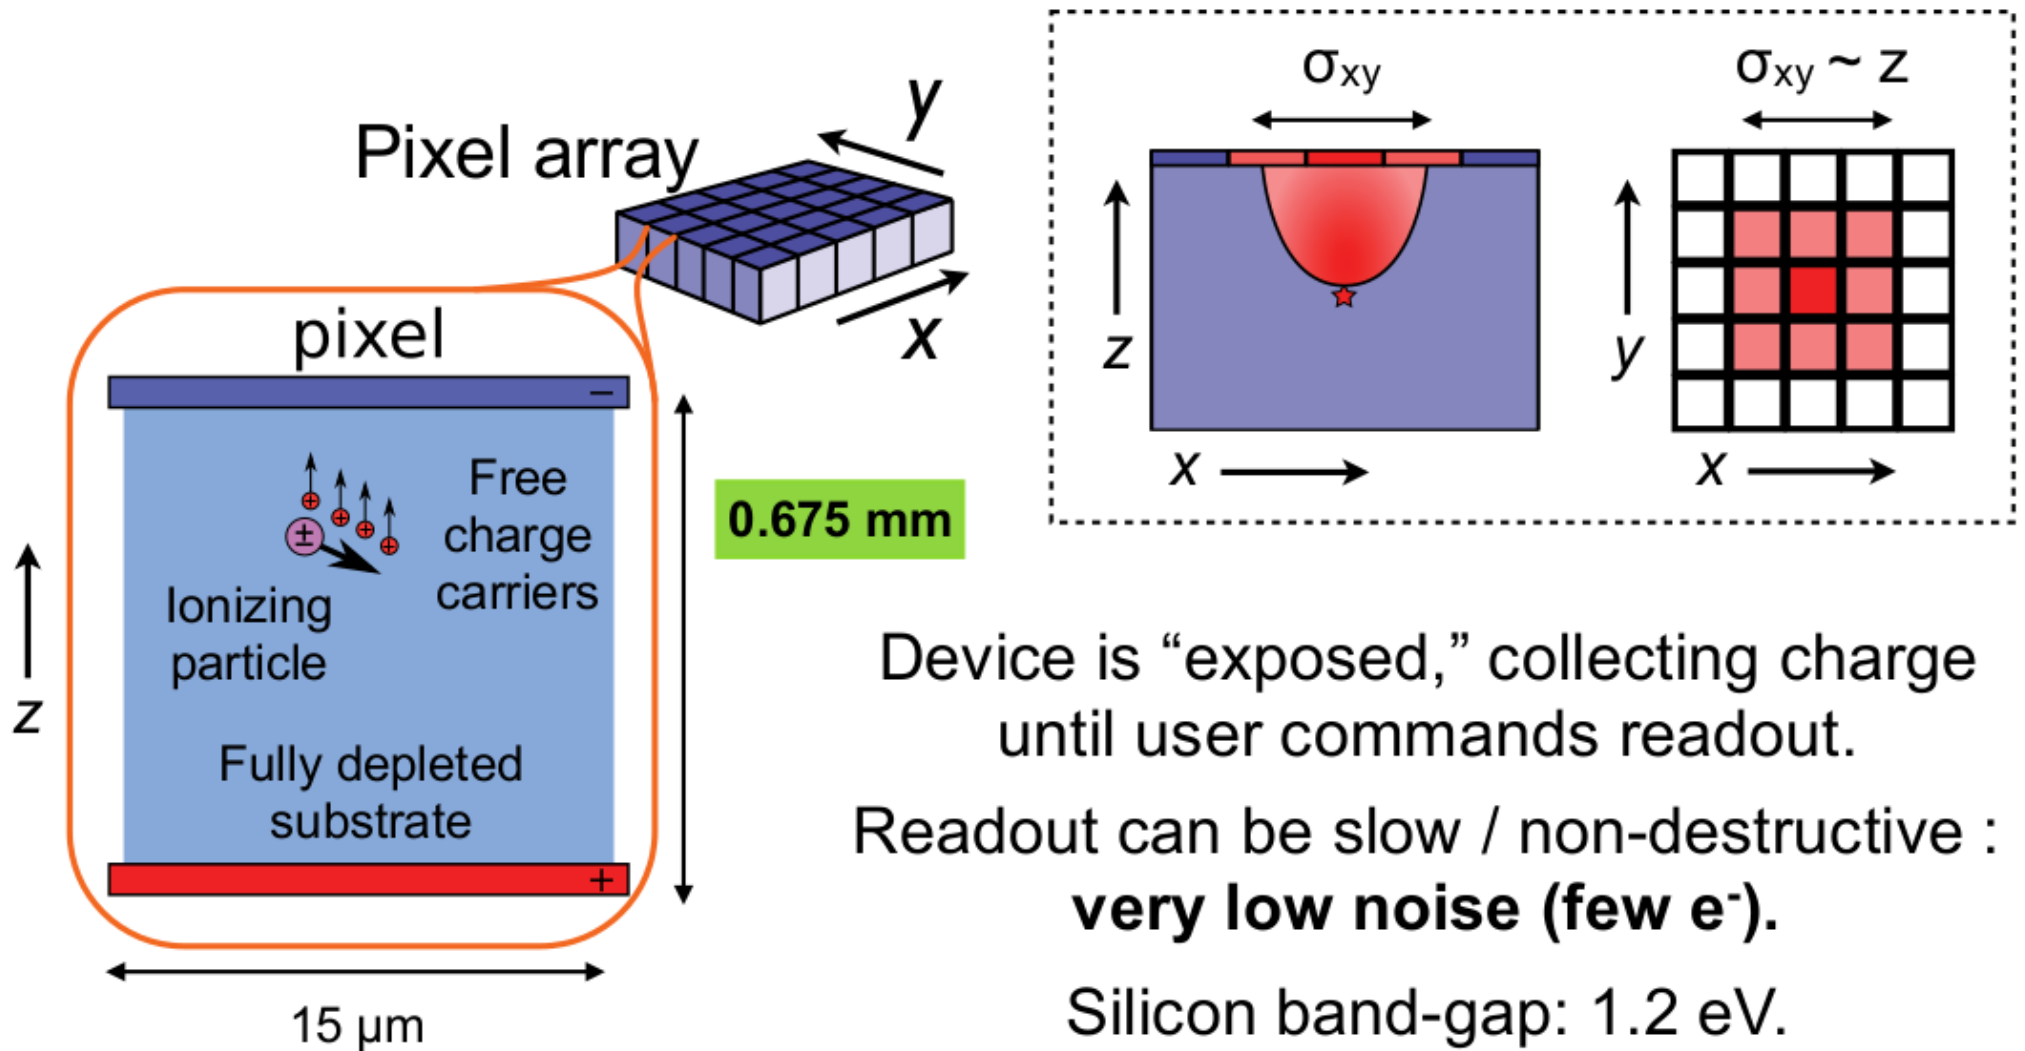 Pixel array
y
x
pixel
−
±
+
+
+
+
Free
charge
carriers
Ionizing
particle
Fully depleted
substrate
+
z
15 μm
0.675 mm
σxy
z
x
σxy ~ z
y
x
Device is “exposed,” collecting charge
until user commands readout.
Readout can be slow / non-destructive :
very low noise (few e-).
Silicon band-gap: 1.2 eV.